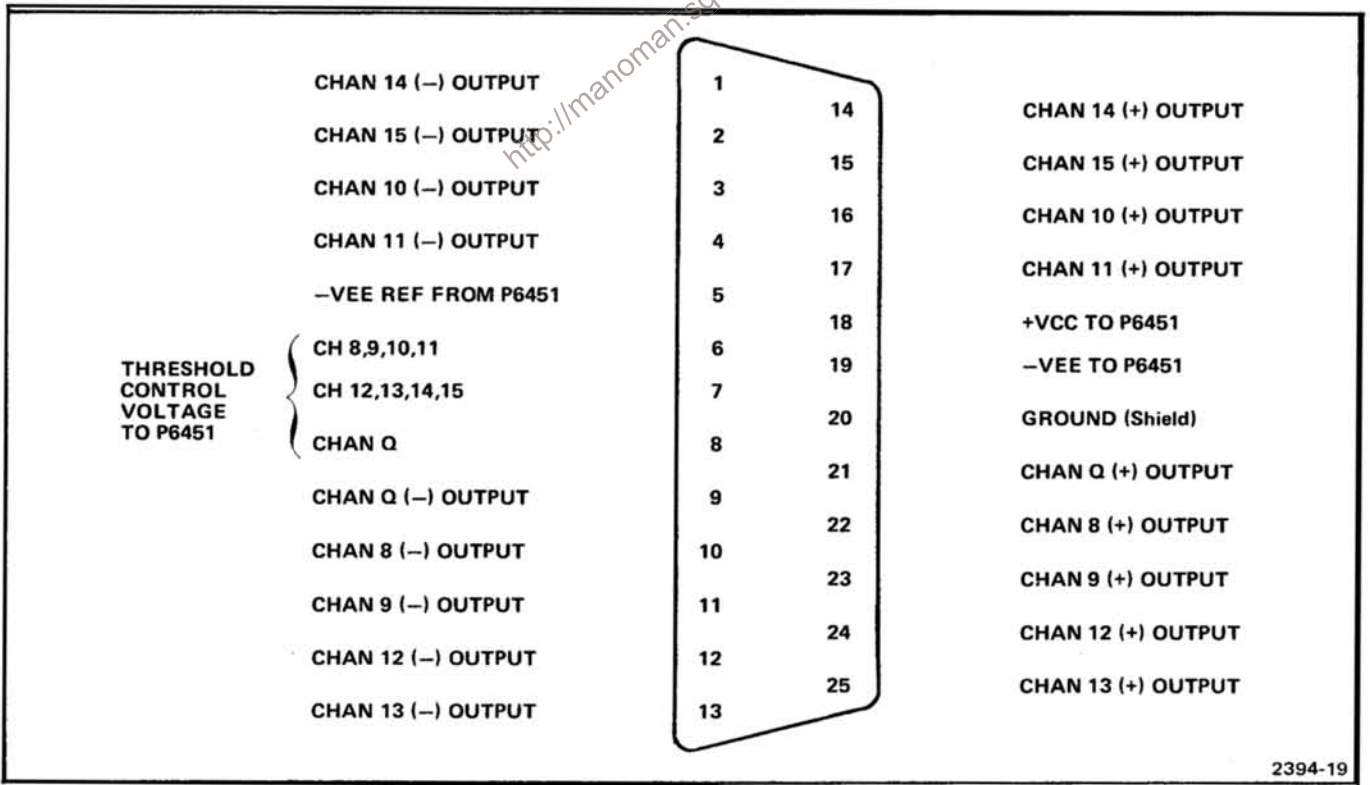 http://manoman.sq
CHAN 14 (—) OUTPUT
1
14
CHAN 14 (+) OUTPUT
CHAN 15 (—) OUTPUT
2
15
CHAN 15 (+) OUTPUT
CHAN 10 (—) OUTPUT
3
16
CHAN 10 (+) OUTPUT
CHAN 11 (—) OUTPUT
4
17
CHAN 11 (+) OUTPUT
—VEE REF FROM P6451
5
18
+VCC TO P6451
THRESHOLD
CONTROL
VOLTAGE
TO P6451
CH 8,9,10,11
6
19
—VEE TO P6451
CH 12,13,14,15
7
20
GROUND (Shield)
CHAN Q
8
21
CHAN Q (+) OUTPUT
CHAN Q (—) OUTPUT
9
22
CHAN 8 (+) OUTPUT
CHAN 8 (—) OUTPUT
10
23
CHAN 9 (+) OUTPUT
CHAN 9 (—) OUTPUT
11
24
CHAN 12 (+) OUTPUT
CHAN 12 (—) OUTPUT
12
25
CHAN 13 (+) OUTPUT
CHAN 13 (—) OUTPUT
13
2394-19